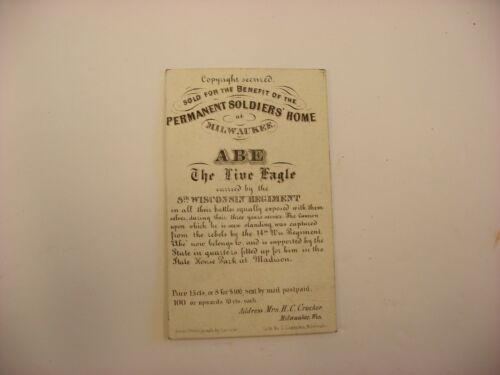 Copyright secured.
SOLD FOR THE BENEFIT OF THE
PERMANENT SOLDIERS' HOME
at
MILWAUKEE.
ABE
The Live Eagle
carried by the
8th WISCONSIN REGIMENT
in all their battles equally exposed with them
selves, during their three years service. The Cannon
upon which he is now standing was captured
from the rebels by the 14th Wis Regiment.
'Abe' now belongs to, and is supported by the
State in quarters fitted up for him in the
State House Park at Madison.
Price 15 cts. or 8 for $1.00, sent by mail postpaid.
100 or upwards 10 cts. each.
Address Mrs. H. C. Crocker
Milwaukee, Wis.